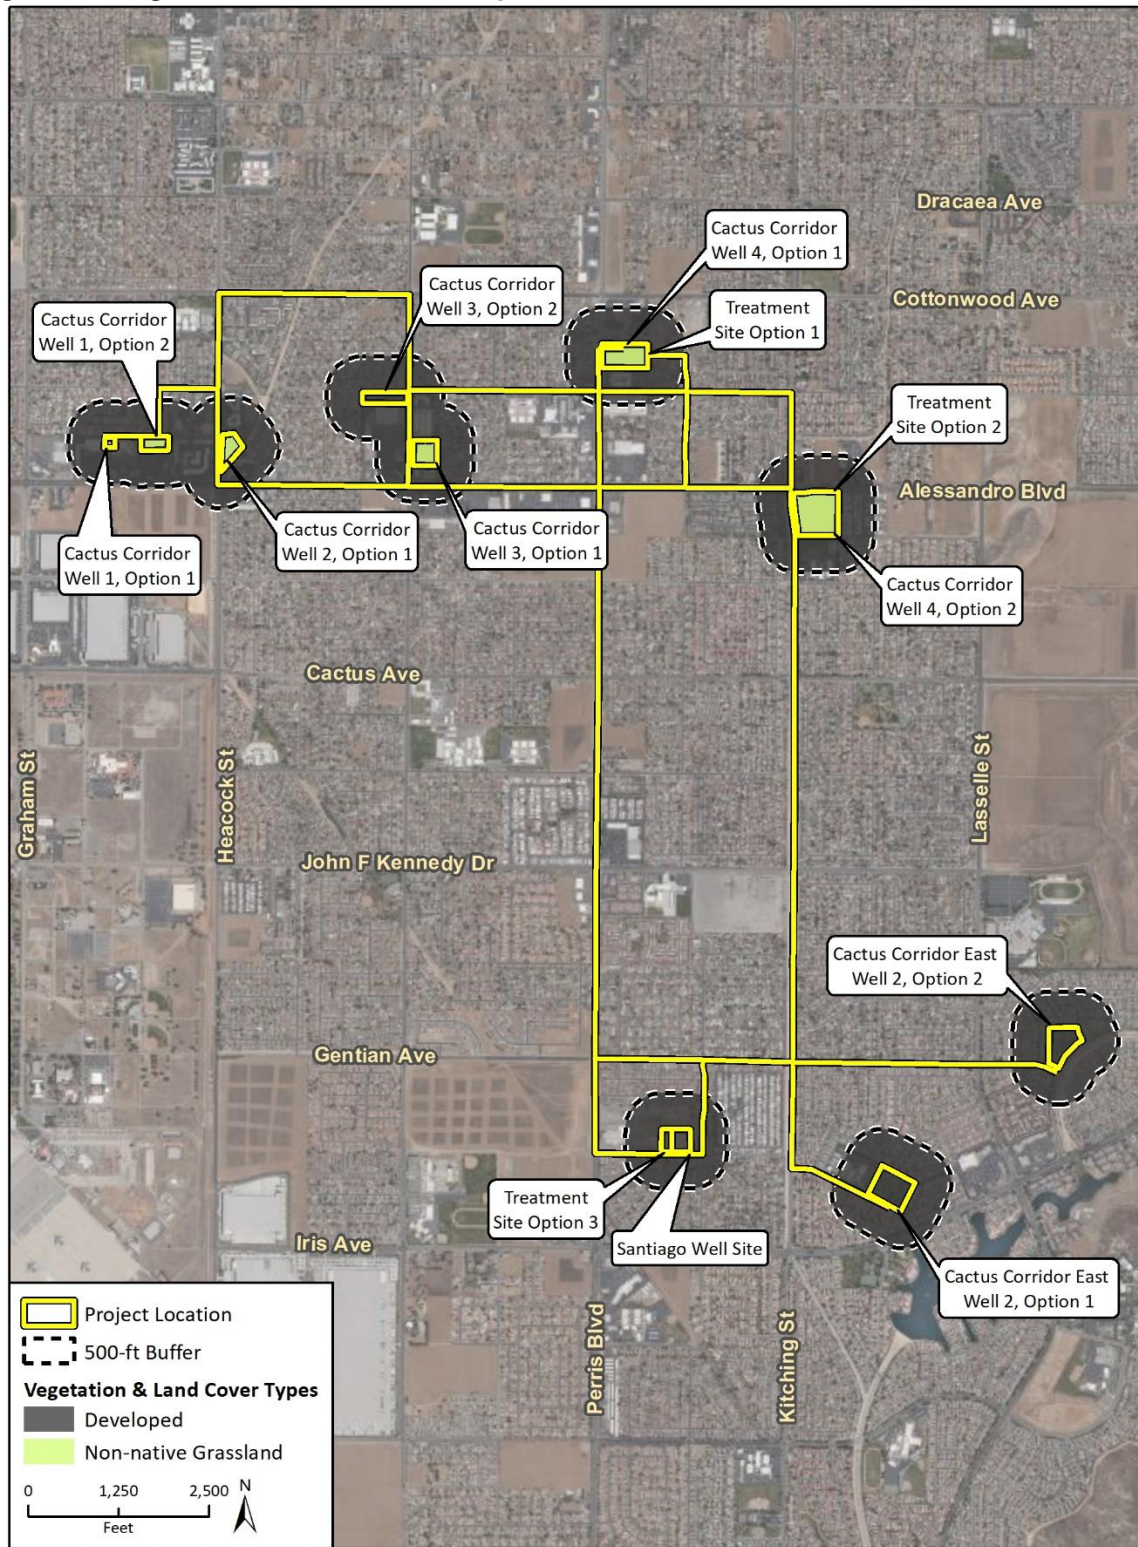 Dracaea Ave
Cactus Corridor
Well 4, Option 1
Cactus Corridor
Well 3, Option 2
Cottonwood Ave
Treatment
Site Option 1
Cactus Corridor
Well 1, Option 2
Treatment
Site Option 2
Alessandro Blvd
Cactus Corridor
Well 1, Option 1
Cactus Corridor
Well 2, Option 1
Cactus Corridor
Well 3, Option 1
Cactus Corridor
Well 4, Option 2
Cactus Ave
Graham St
Heacock St
Lasselle St
John F Kennedy Dr
Cactus Corridor East
Well 2, Option 2
Gentian Ave
Treatment
Site Option 3
Santiago Well Site
Iris Ave
Cactus Corridor East
Well 2, Option 1
Perris Blvd
Kitching St
Project Location
500-ft Buffer
Vegetation & Land Cover Types
Developed
Non-native Grassland
0 1,250 2,500
Feet
N